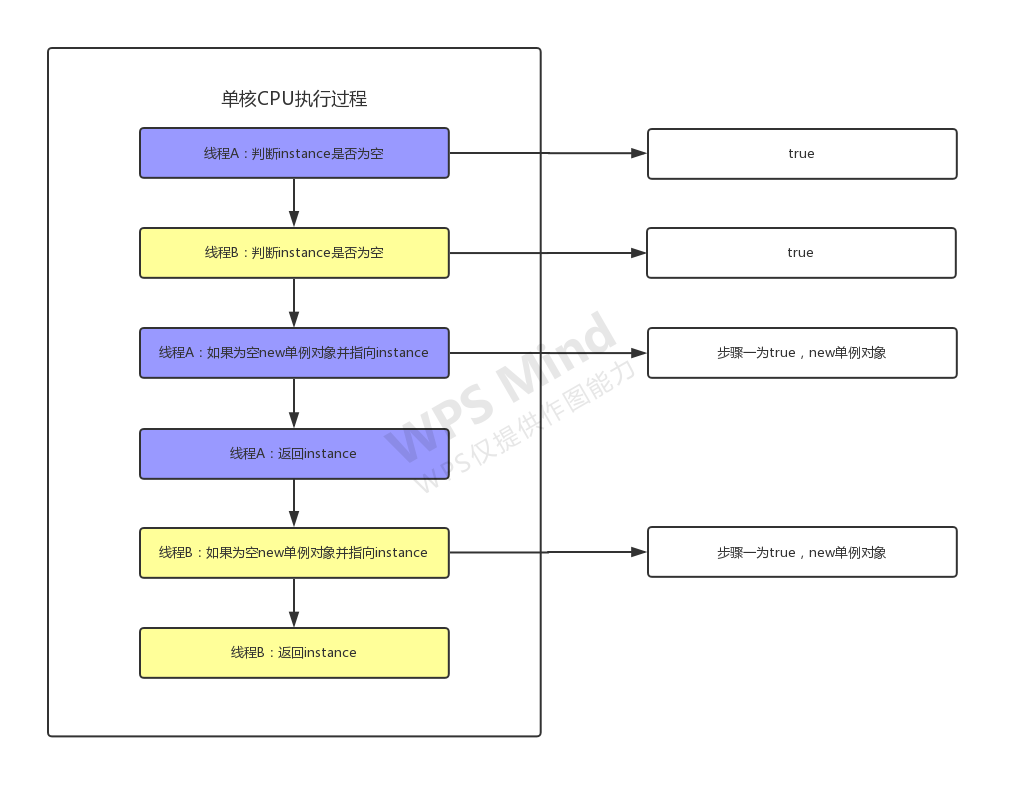 单核CPU执行过程
线程A：判断instance是否为空
true
线程B：判断instance是否为空
true
线程A：如果为空new单例对象并指向instance
步骤一为true，new单例对象
线程A：返回instance
线程B：如果为空new单例对象并指向instance
步骤一为true，new单例对象
线程B：返回instance
WPS Mind
WPS仅提供作图能力